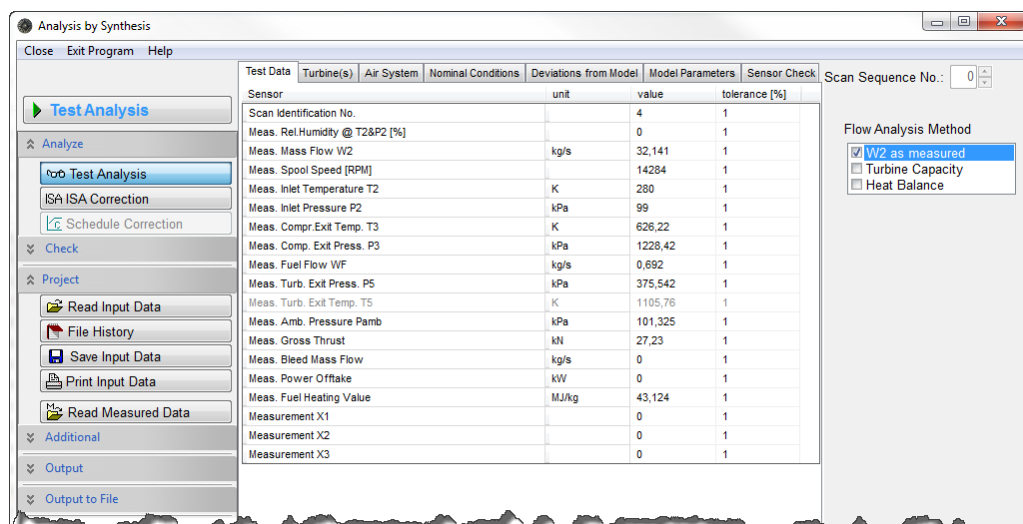 Analysis by Synthesis
Close Exit Program Help
Test Analysis
Analyze
Test Analysis
ISA ISA Correction
Schedule Correction
Check
Project
Read Input Data
File History
Save Input Data
Print Input Data
Read Measured Data
Additional
Output
Output to File
Test Data Turbine(s) Air System Nominal Conditions Deviations from Model Model Parameters Sensor Check
Sensor unit value tolerance [%]
Scan Identification No. 4 1
Meas. Rel.Humidity @ T2&P2 [%] 0 1
Meas. Mass Flow W2 kg/s 32,141 1
Meas. Spool Speed [RPM] 14284 1
Meas. Inlet Temperature T2 K 280 1
Meas. Inlet Pressure P2 kPa 99 1
Meas. Compr.Exit Temp. T3 K 626,22 1
Meas. Comp. Exit Press. P3 kPa 1228,42 1
Meas. Fuel Flow WF kg/s 0,692 1
Meas. Turb. Exit Press. P5 kPa 375,542 1
Meas. Turb. Exit Temp. T5 K 1105,76 1
Meas. Amb. Pressure Pamb kPa 101,325 1
Meas. Gross Thrust kN 27,23 1
Meas. Bleed Mass Flow kg/s 0 1
Meas. Power Offtake kW 0 1
Meas. Fuel Heating Value MJ/kg 43,124 1
Measurement X1 0 1
Measurement X2 0 1
Measurement X3 0 1
Scan Sequence No.: 0
Flow Analysis Method
W2 as measured
Turbine Capacity
Heat Balance